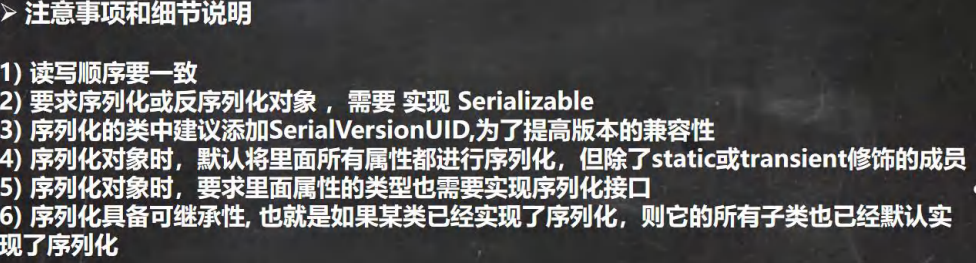 ➢ 注意事项和细节说明
1) 读写顺序要一致
2) 要求序列化或反序列化对象 ，需要 实现 Serializable
3) 序列化的类中建议添加SerialVersionUID,为了提高版本的兼容性
4) 序列化对象时，默认将里面所有属性都进行序列化，但除了static或transient修饰的成员
5) 序列化对象时，要求里面属性的类型也需要实现序列化接口
6) 序列化具备可继承性, 也就是如果某类已经实现了序列化，则它的所有子类也已经默认实
现了序列化